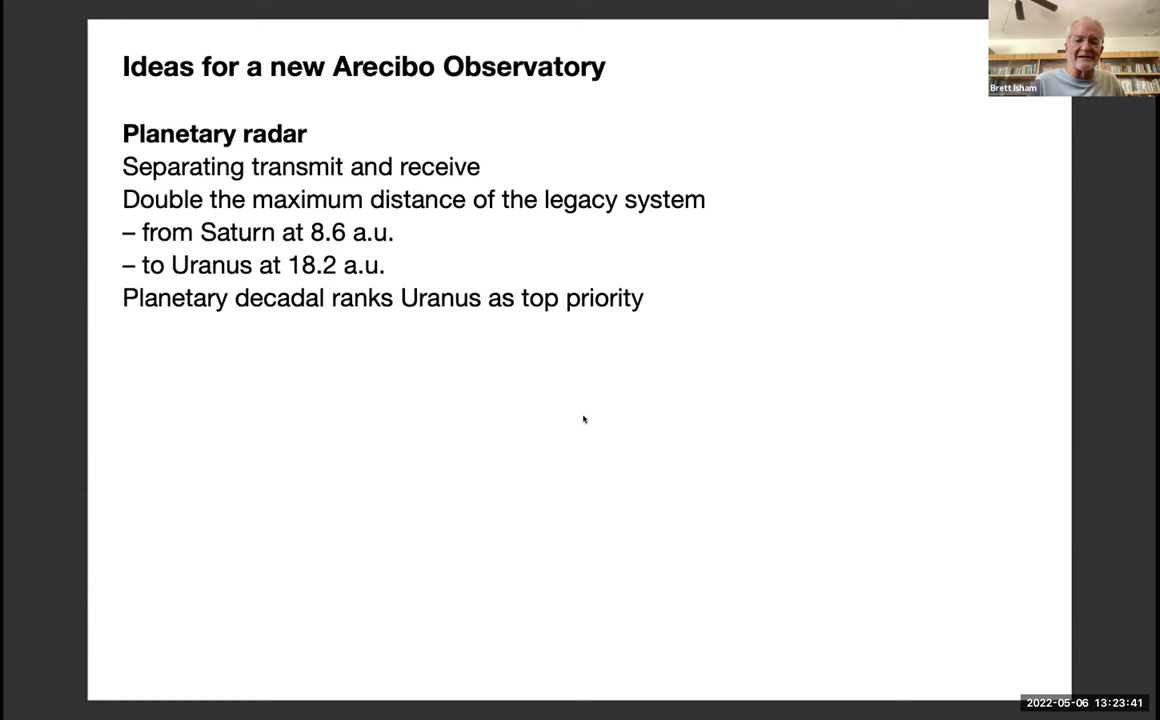 Ideas for a new Arecibo Observatory
Planetary radar
Separating transmit and receive
Double the maximum distance of the legacy system
– from Saturn at 8.6 a.u.
– to Uranus at 18.2 a.u.
Planetary decadal ranks Uranus as top priority
Brett Isham
2022-05-06 13:23:41